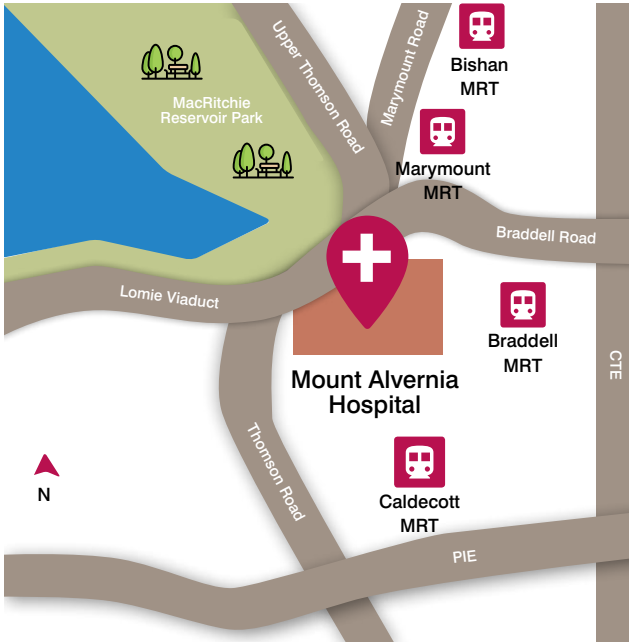 Bishan
MRT
Upper Thomson Road
Marymount Road
MacRitchie
Reservoir Park
Marymount
MRT
Braddell Road
Lomie Viaduct
Braddell
MRT
CTE
Mount Alvernia
Hospital
Thomson Road
N
Caldecott
MRT
PIE